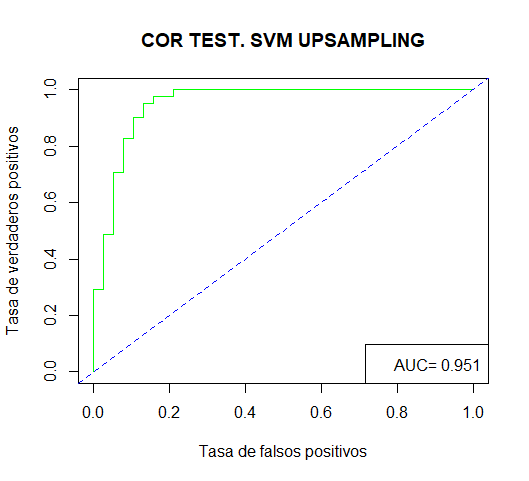 COR TEST. SVM UPSAMPLING
Tasa de verdaderos positivos
1.0
0.8
0.6
0.4
0.2
0.0
AUC= 0.951
0.0 0.2 0.4 0.6 0.8 1.0
Tasa de falsos positivos